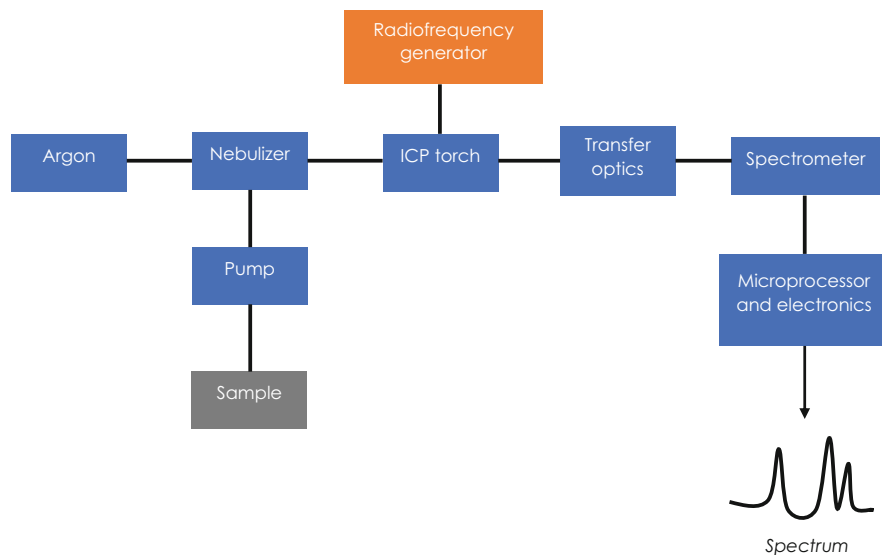 Radiofrequency
generator
Argon
Nebulizer
ICP torch
Transfer
optics
Spectrometer
Pump
Microprocessor
and electronics
Sample
Spectrum